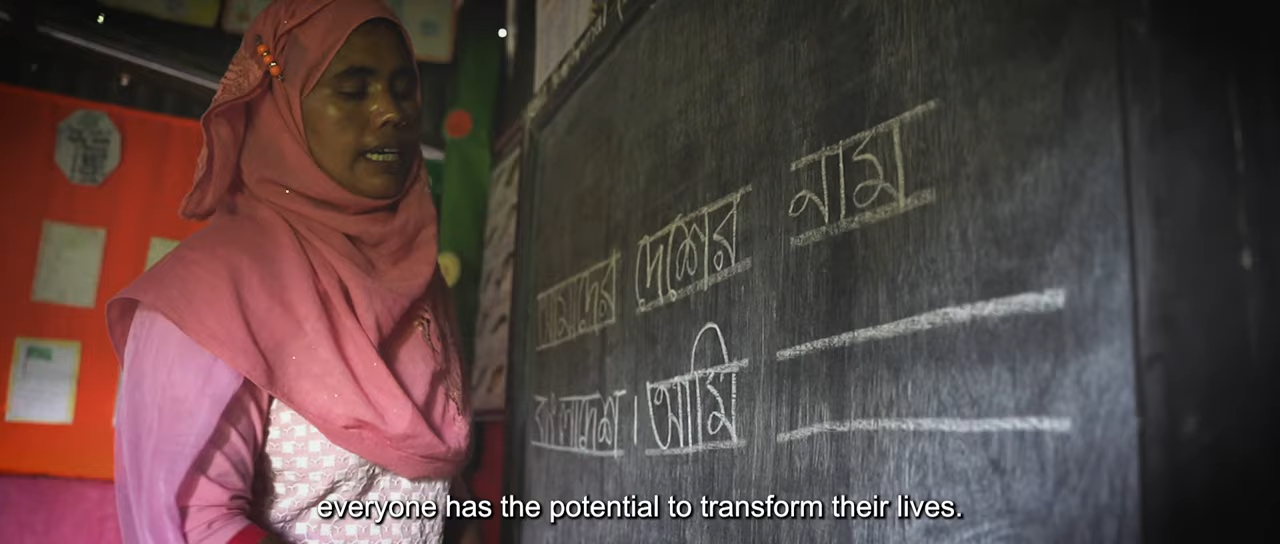 আমাদের দেশের নাম
বাংলাদেশ। আমি
everyone has the potential to transform their lives.